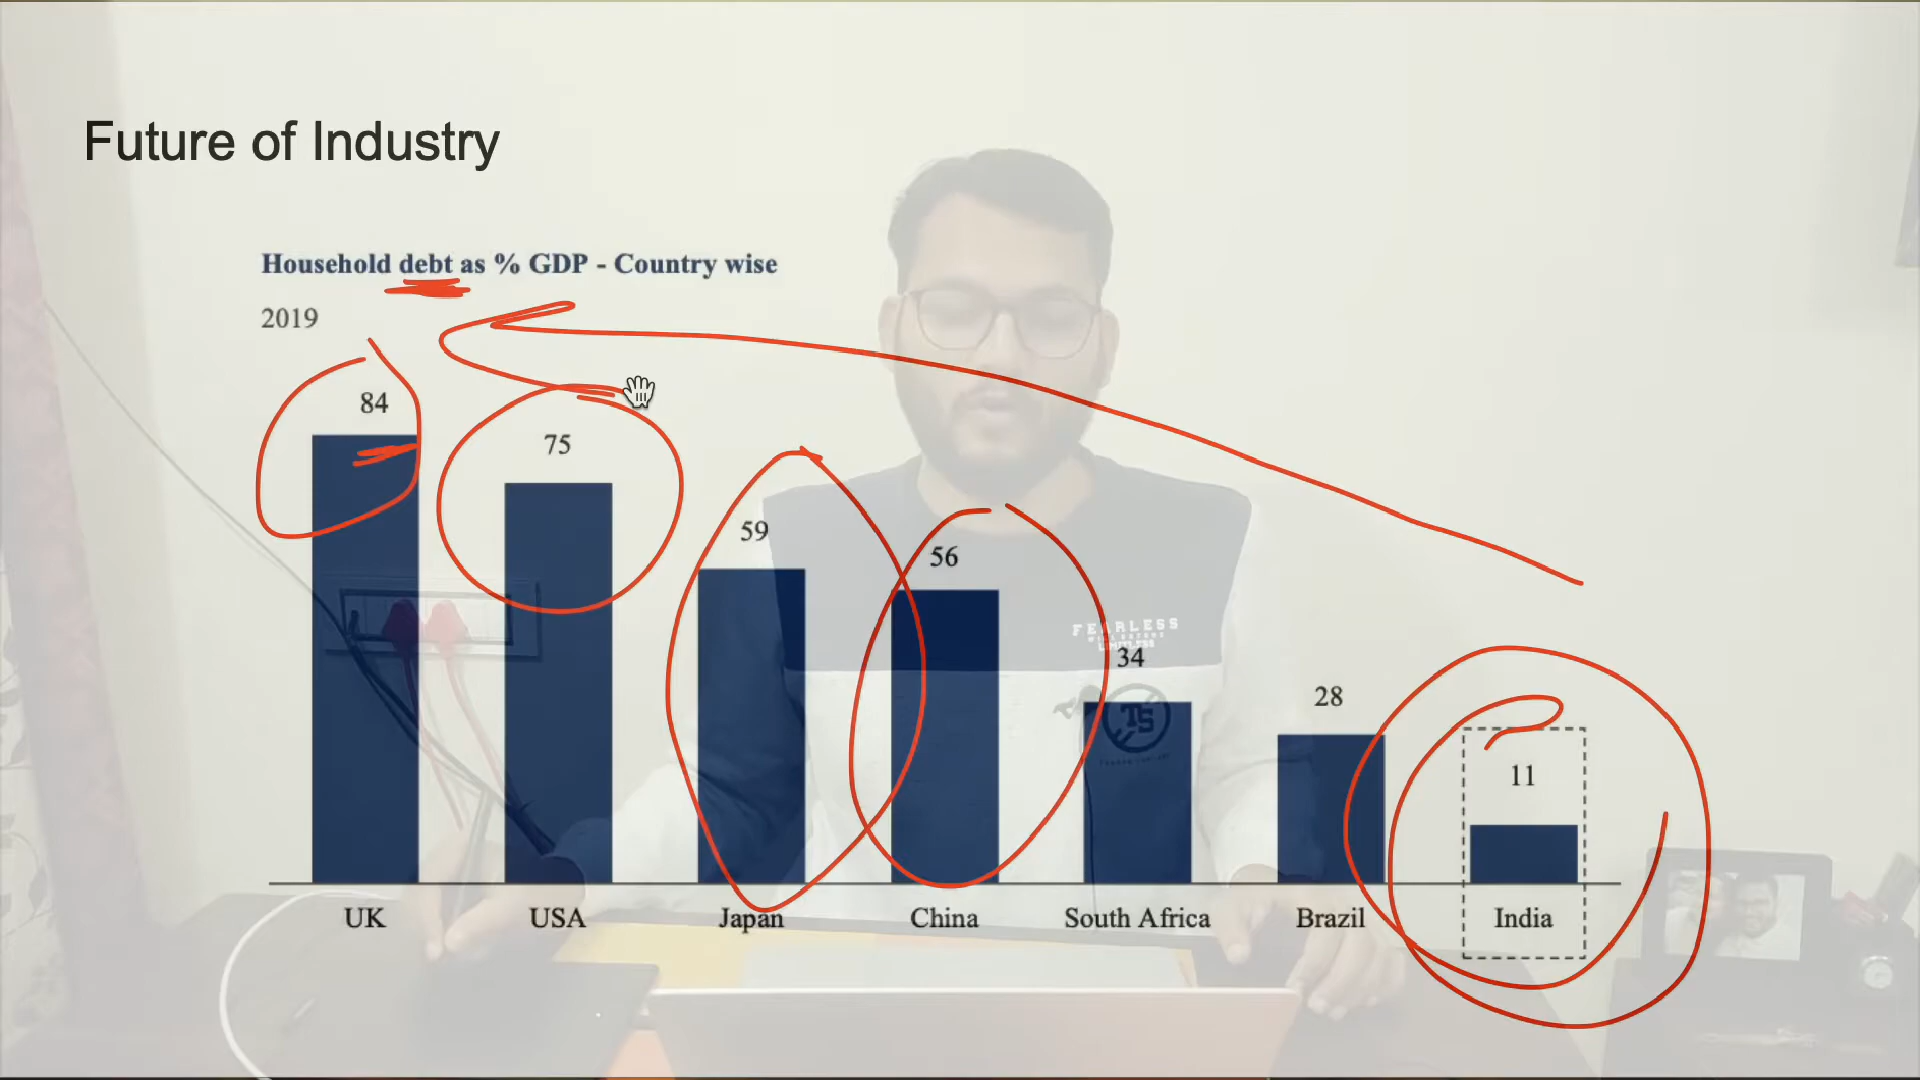 Future of Industry
Household debt as % GDP - Country wise
2019
84
75
59
56
34
28
11
FEARLESS
TS
UK
USA
Japan
China
South Africa
Brazil
India